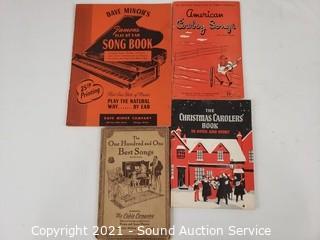 DAVE MINOR'S
Famous
PLAY BY EAR
SONG BOOK
25th
Printing
PLAY THE NATURAL
WAY...... BY EAR
DAVE MINOR COMPANY
American
Cowboy Songs
The
One Hundred and One
Best Songs
The Cable Company
THE
CHRISTMAS CAROLERS'
BOOK
IN SONG AND STORY
Copyright 2021 - Sound Auction Service